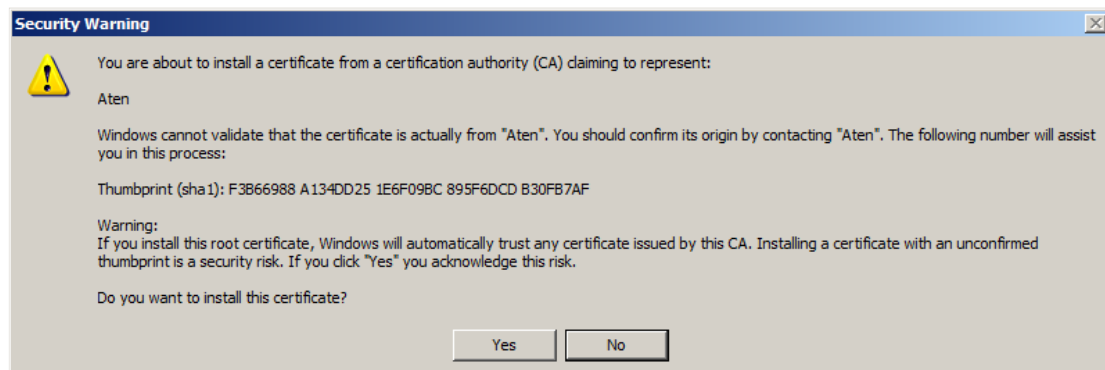 Security Warning
You are about to install a certificate from a certification authority (CA) claiming to represent:
Aten
Windows cannot validate that the certificate is actually from "Aten". You should confirm its origin by contacting "Aten". The following number will assist
you in this process:
Thumbprint (sha1): F3B66988 A134DD25 1E6F09BC 895F6DCD B30FB7AF
Warning:
If you install this root certificate, Windows will automatically trust any certificate issued by this CA. Installing a certificate with an unconfirmed
thumbprint is a security risk. If you click "Yes" you acknowledge this risk.
Do you want to install this certificate?
Yes No